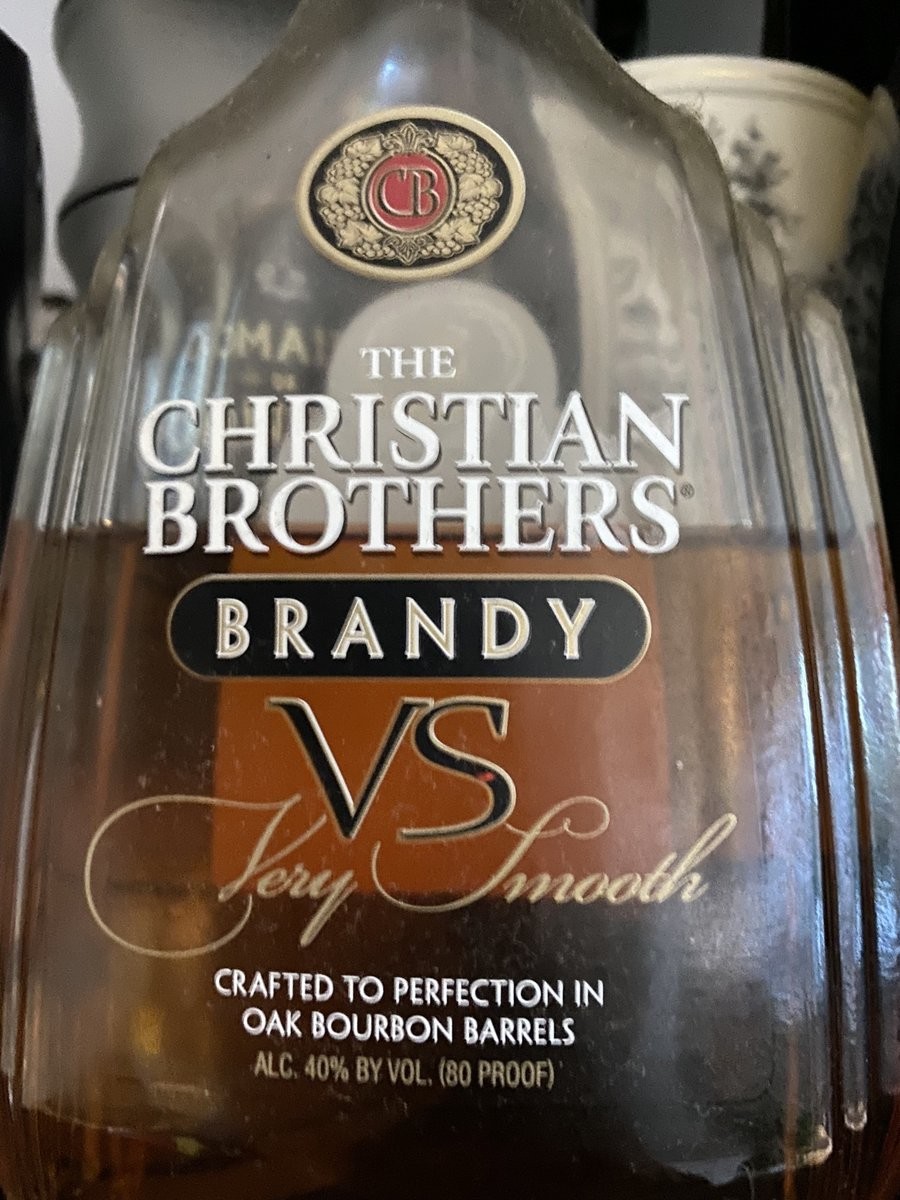 CB
THE
CHRISTIAN
BROTHERS®
BRANDY
VS
Very Smooth
CRAFTED TO PERFECTION IN
OAK BOURBON BARRELS
ALC. 40% BY VOL. (80 PROOF)